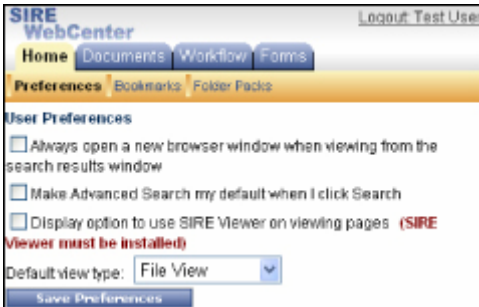 SIRE
WebCenter
Logout Test User
Home Documents Workflow Forms
Preferences Bookmarks Folder Packs
User Preferences
Always open a new browser window when viewing from the
search results window
Make Advanced Search my default when I click Search
Display option to use SIRE Viewer on viewing pages (SIRE
Viewer must be installed)
Default view type: File View
Save Preferences